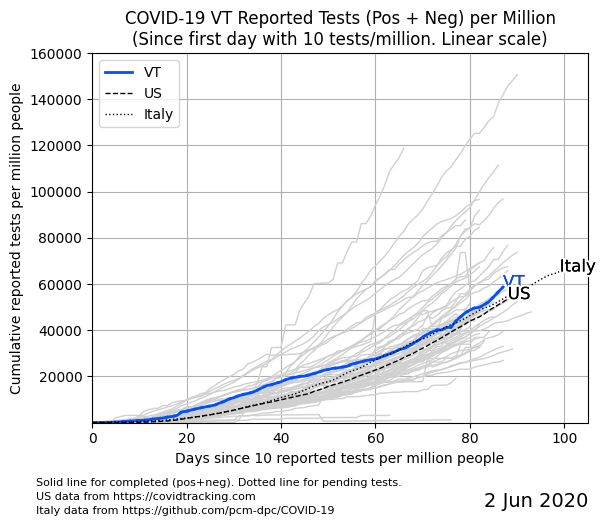 COVID-19 VT Reported Tests (Pos + Neg) per Million
(Since first day with 10 tests/million. Linear scale)
Cumulative reported tests per million people
160000
140000
120000
100000
80000
60000
40000
20000
VT
US
Italy
VT
US
Italy
0
20
40
60
80
100
Days since 10 reported tests per million people
Solid line for completed (pos+neg). Dotted line for pending tests.
US data from https://covidtracking.com
Italy data from https://github.com/pcm-dpc/COVID-19
2 Jun 2020